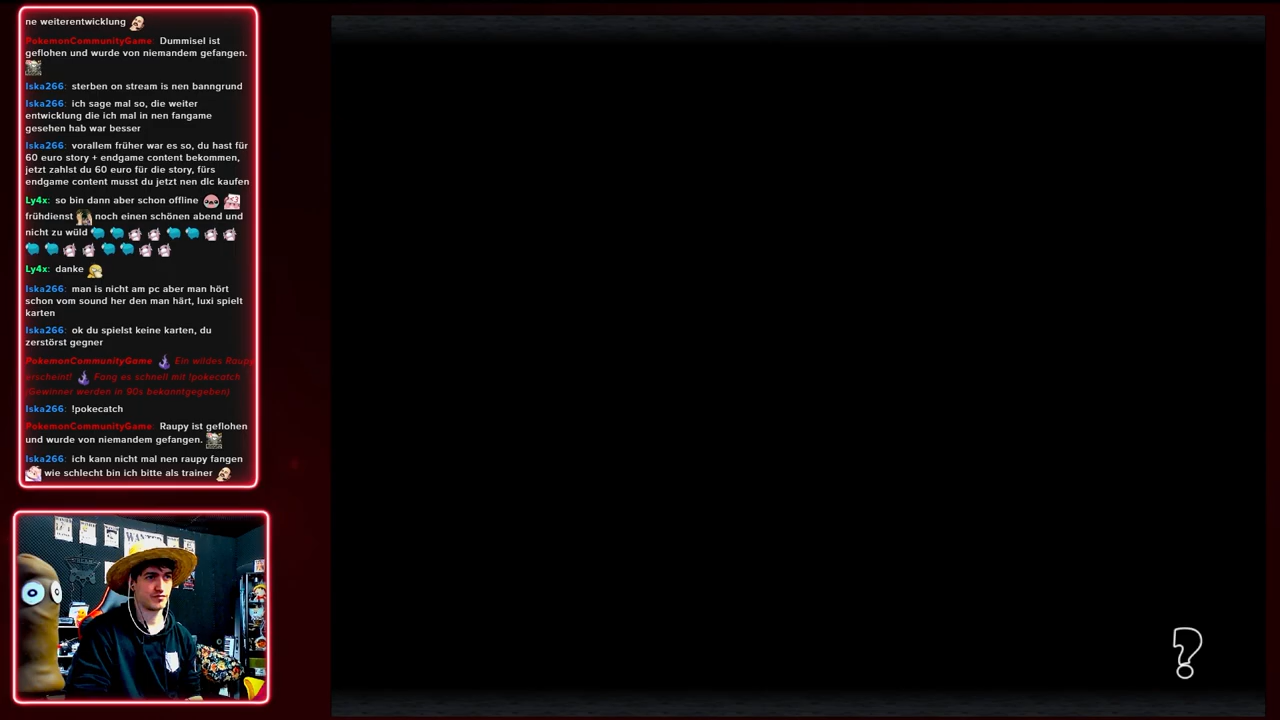 ne weiterentwicklung
PokemonCommunityGame: Dummisel ist
geflohen und wurde von niemandem gefangen.
Iska266: sterben on stream is nen banngrund
Iska266: ich sage mal so, die weiter
entwicklung die ich mal in nen fangame
gesehen hab war besser
Iska266: vorallem früher war es so, du hast für
60 euro story + endgame content bekommen,
jetzt zahlst du 60 euro für die story, fürs
endgame content musst du jetzt nen dlc kaufen
Ly4x: so bin dann aber schon offline
frühdienst noch einen schönen abend und
nicht zu wüld
Ly4x: danke
Iska266: man is nicht am pc aber man hört
schon vom sound her den man härt, luxi spielt
karten
Iska266: ok du spielst keine karten, du
zerstörst gegner
PokemonCommunityGame Ein wildes Raupy
erscheint! Fang es schnell mit !pokecatch
(Gewinner werden in 90s bekanntgegeben)
Iska266: !pokecatch
PokemonCommunityGame: Raupy ist geflohen
und wurde von niemandem gefangen.
Iska266: ich kann nicht mal nen raupy fangen
wie schlecht bin ich bitte als trainer
WANTED
?